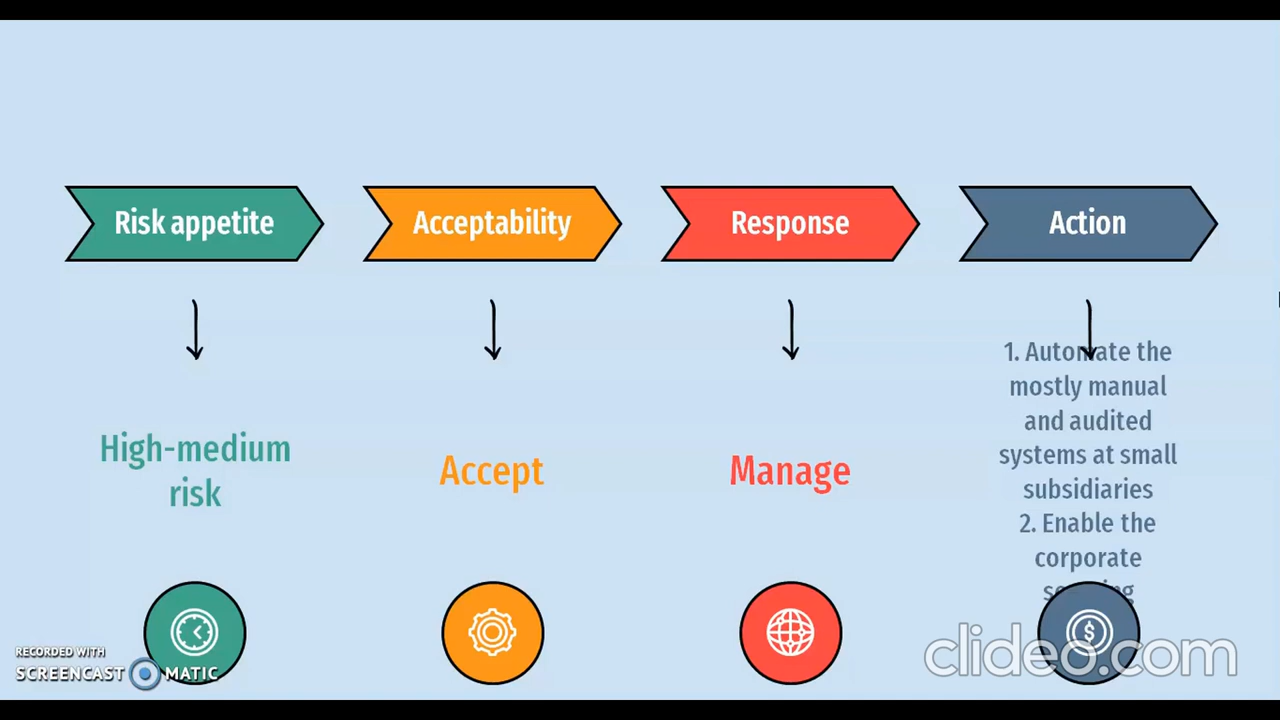 Risk appetite
Acceptability
Response
Action
High-medium
risk
Accept
Manage
1. Automate the
mostly manual
and audited
systems at small
subsidiaries
2. Enable the
corporate
$
RECORDED WITH
SCREENCAST MATIC
clideo.com